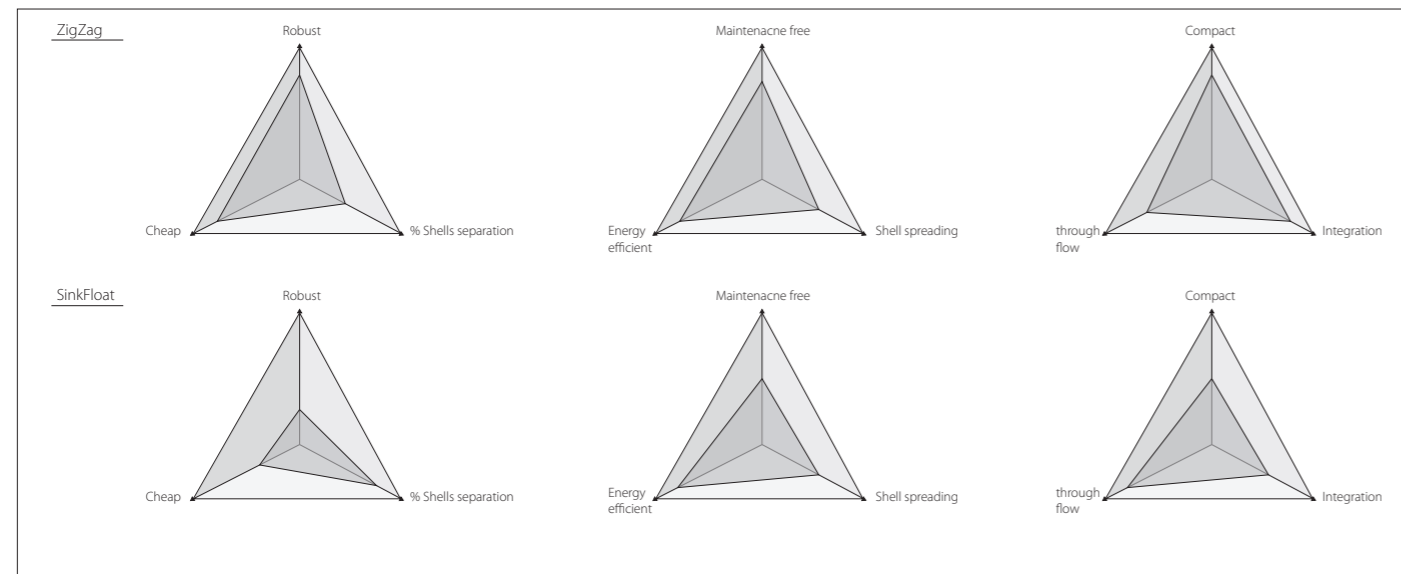 ZigZag
Robust
Maintenacne free
Compact
Cheap
% Shells separation
Energy
efficient
Shell spreading
through
flow
Integration
SinkFloat
Robust
Maintenacne free
Compact
Cheap
% Shells separation
Energy
efficient
Shell spreading
through
flow
Integration